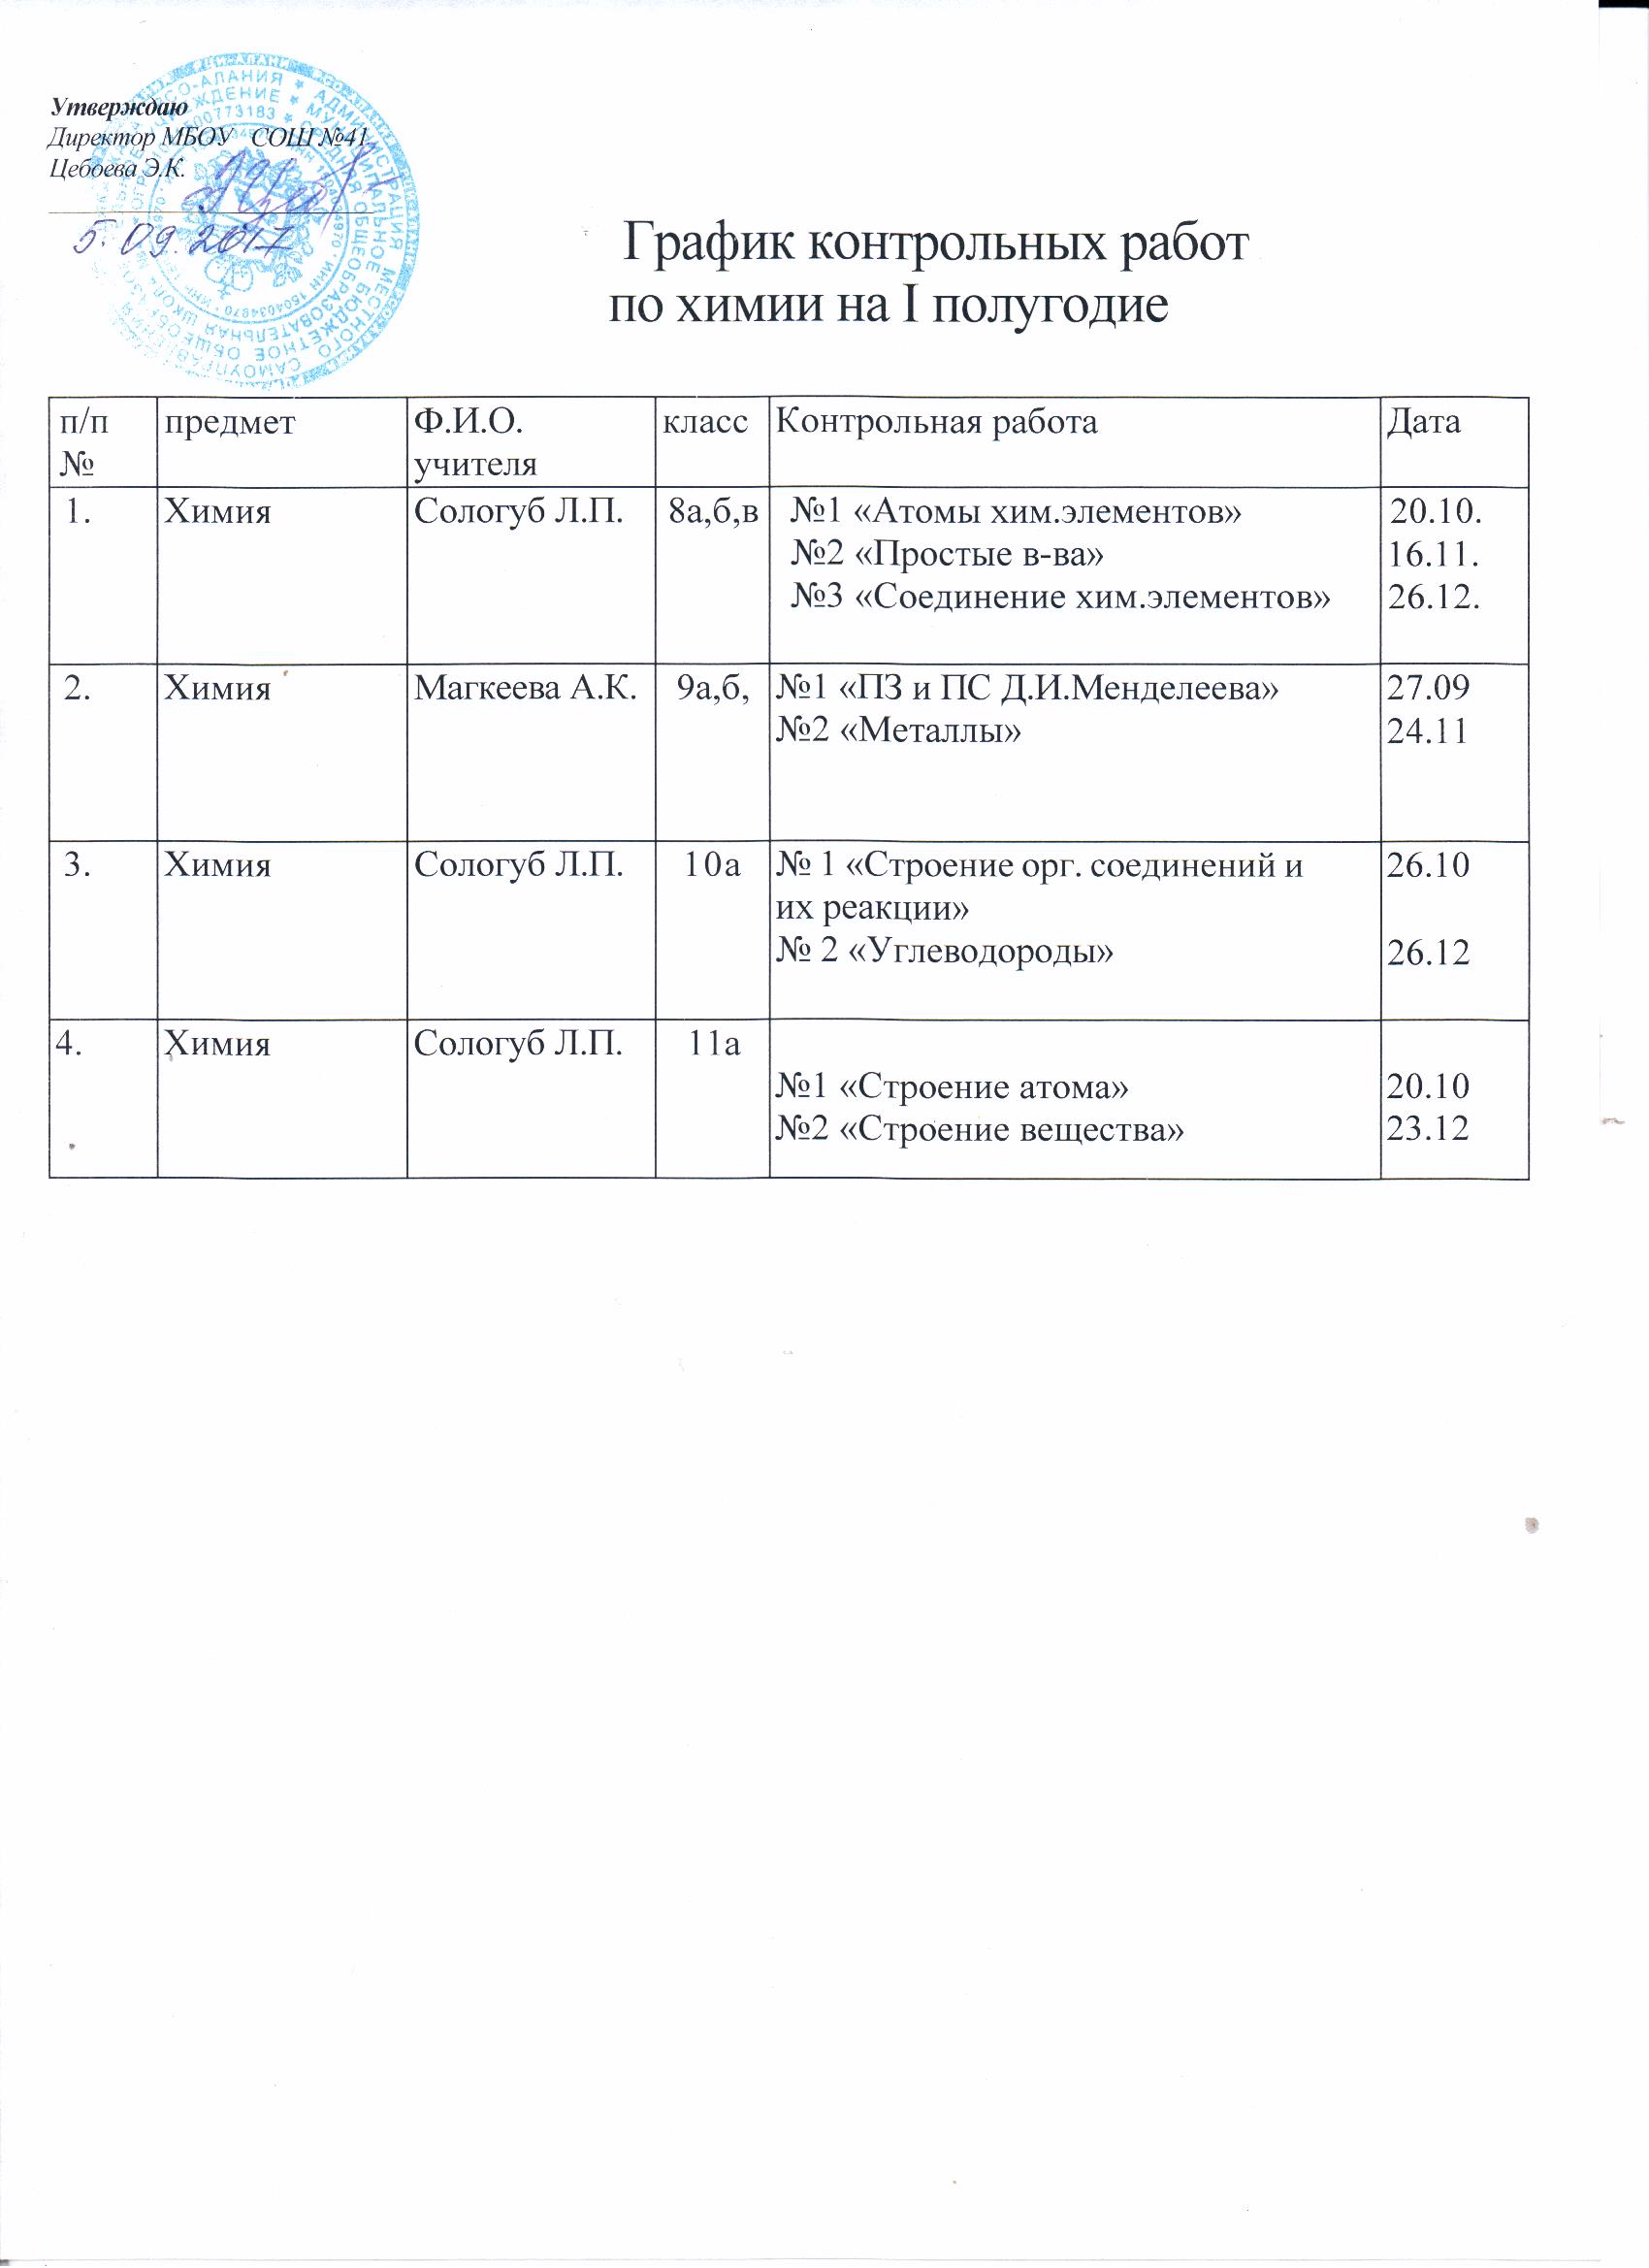 Утверждаю
Директор МБОУ СОШ №41
Цебоева Э.К.
5.09.2017
График контрольных работ
по химии на I полугодие
п/п № предмет Ф.И.О. учителя класс Контрольная работа Дата
1. Химия Сологуб Л.П. 8а,б,в №1 «Атомы хим.элементов» 20.10.
№2 «Простые в-ва» 16.11.
№3 «Соединение хим.элементов» 26.12.
2. Химия Магкеева А.К. 9а,б, №1 «ПЗ и ПС Д.И.Менделеева» 27.09
№2 «Металлы» 24.11
3. Химия Сологуб Л.П. 10а № 1 «Строение орг. соединений и 26.10
их реакции»
№ 2 «Углеводороды» 26.12
4. Химия Сологуб Л.П. 11а
№1 «Строение атома» 20.10
№2 «Строение вещества» 23.12